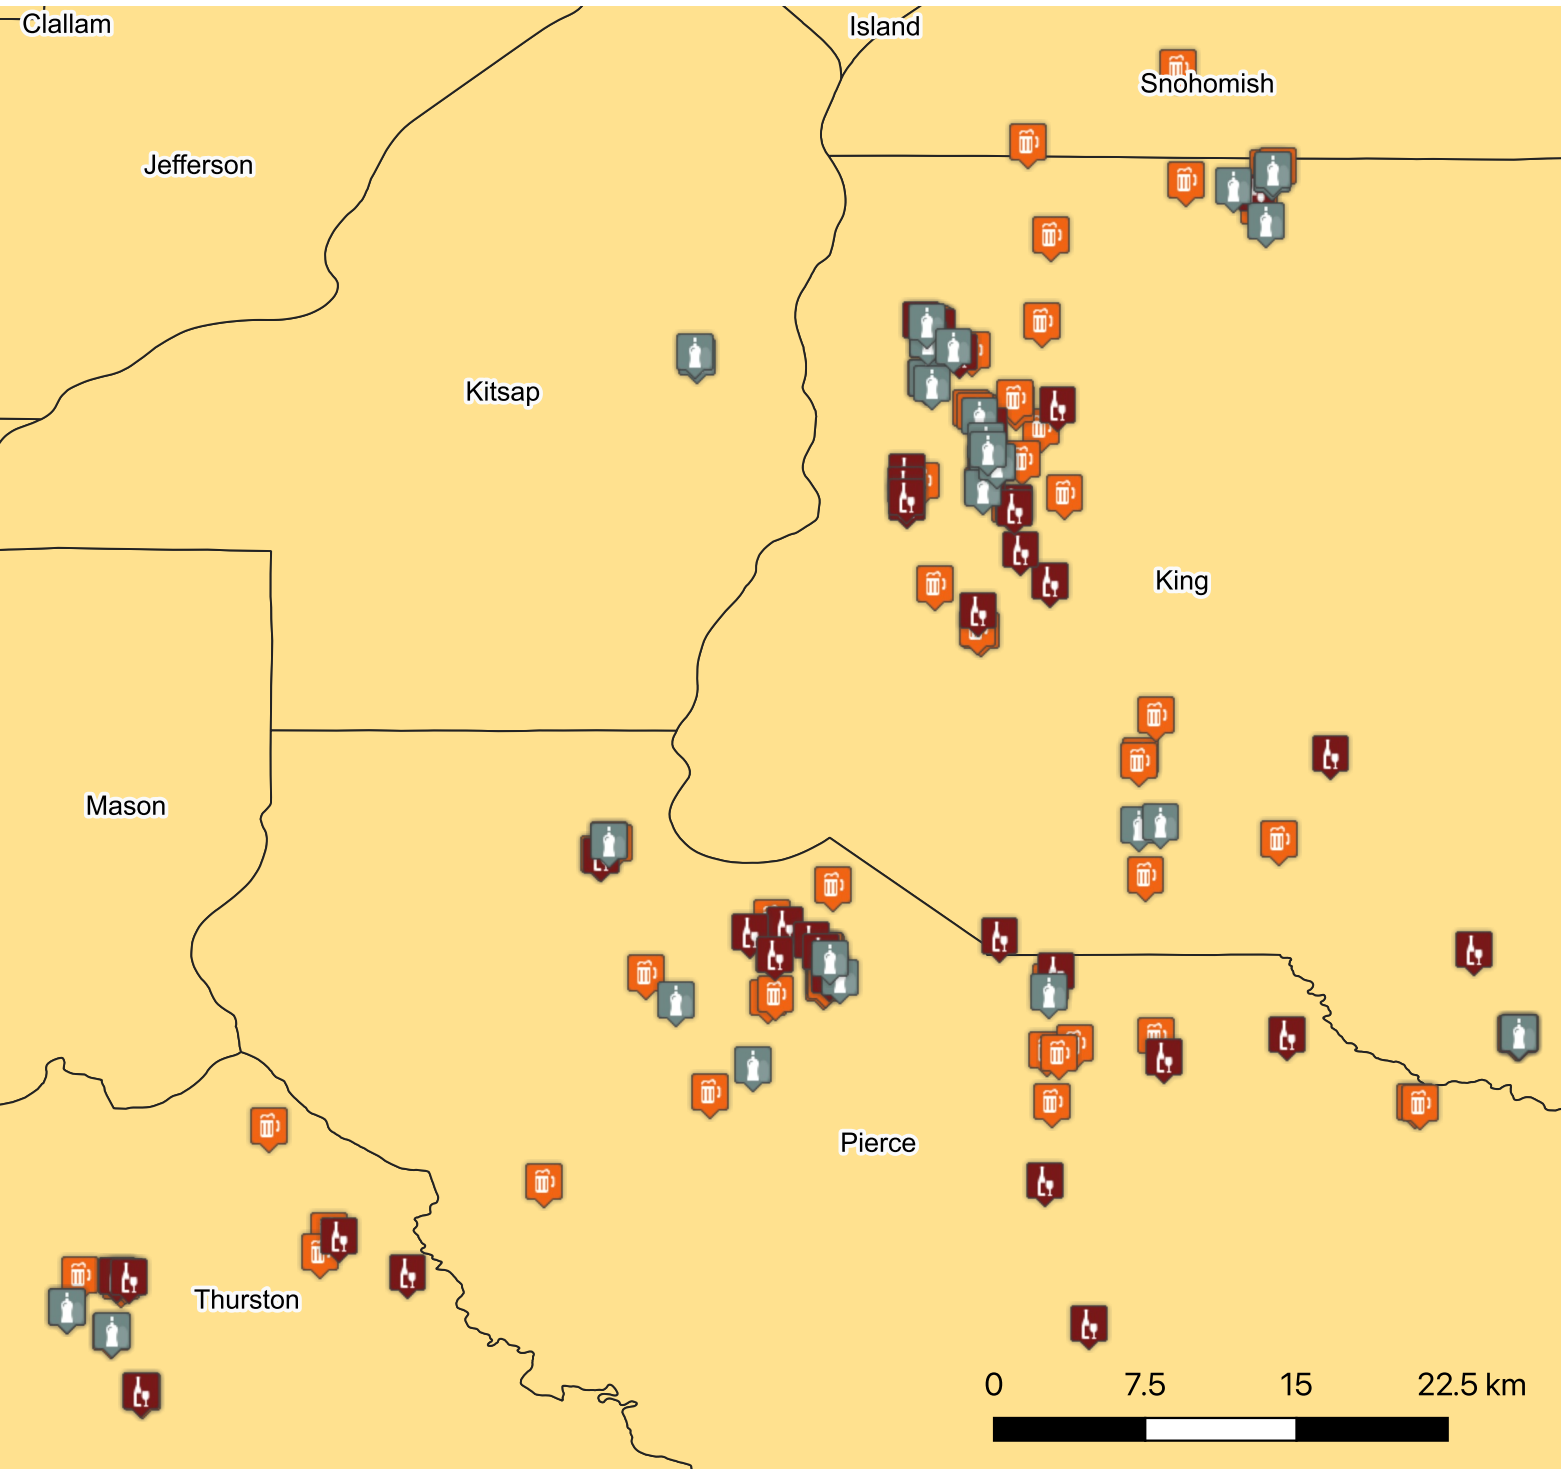 Clallam
Island
Snohomish
Jefferson
Kitsap
King
Mason
Pierce
Thurston
0 7.5 15 22.5 km